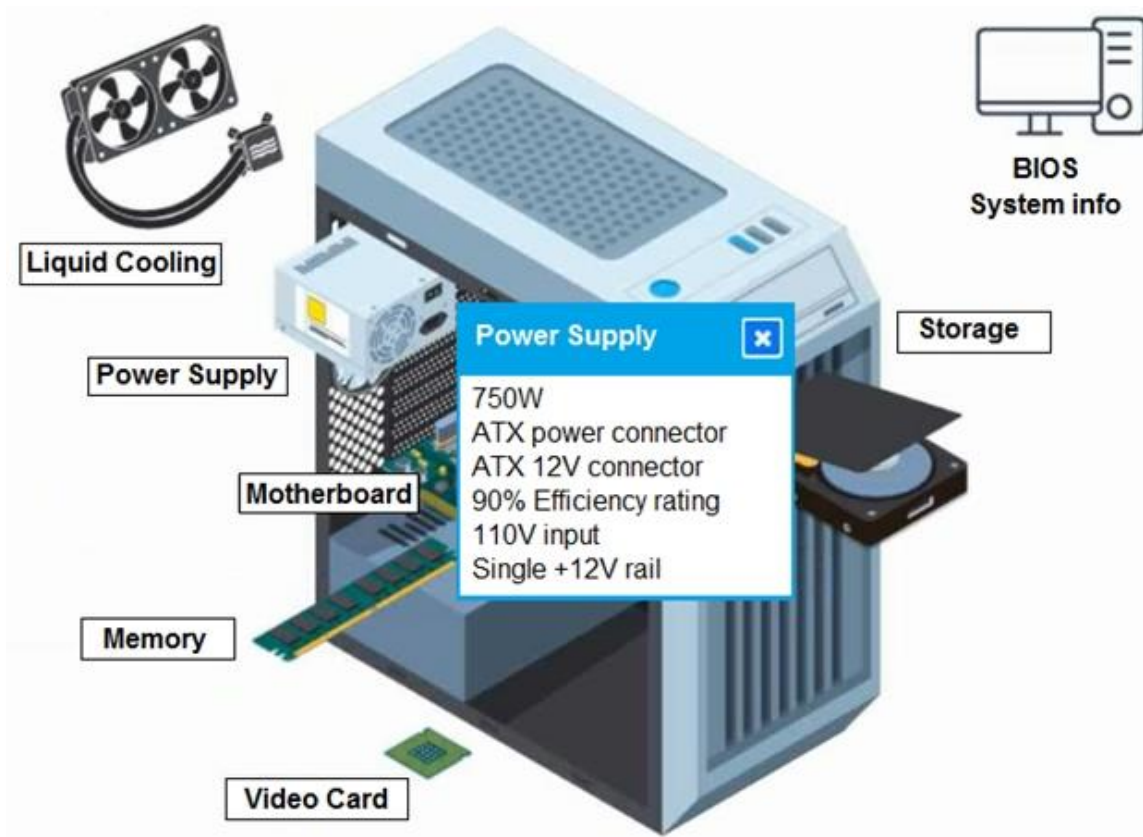 BIOS
System info
Liquid Cooling
Storage
Power Supply
Power Supply
750W
ATX power connector
ATX 12V connector
90% Efficiency rating
110V input
Single +12V rail
Motherboard
Memory
Video Card